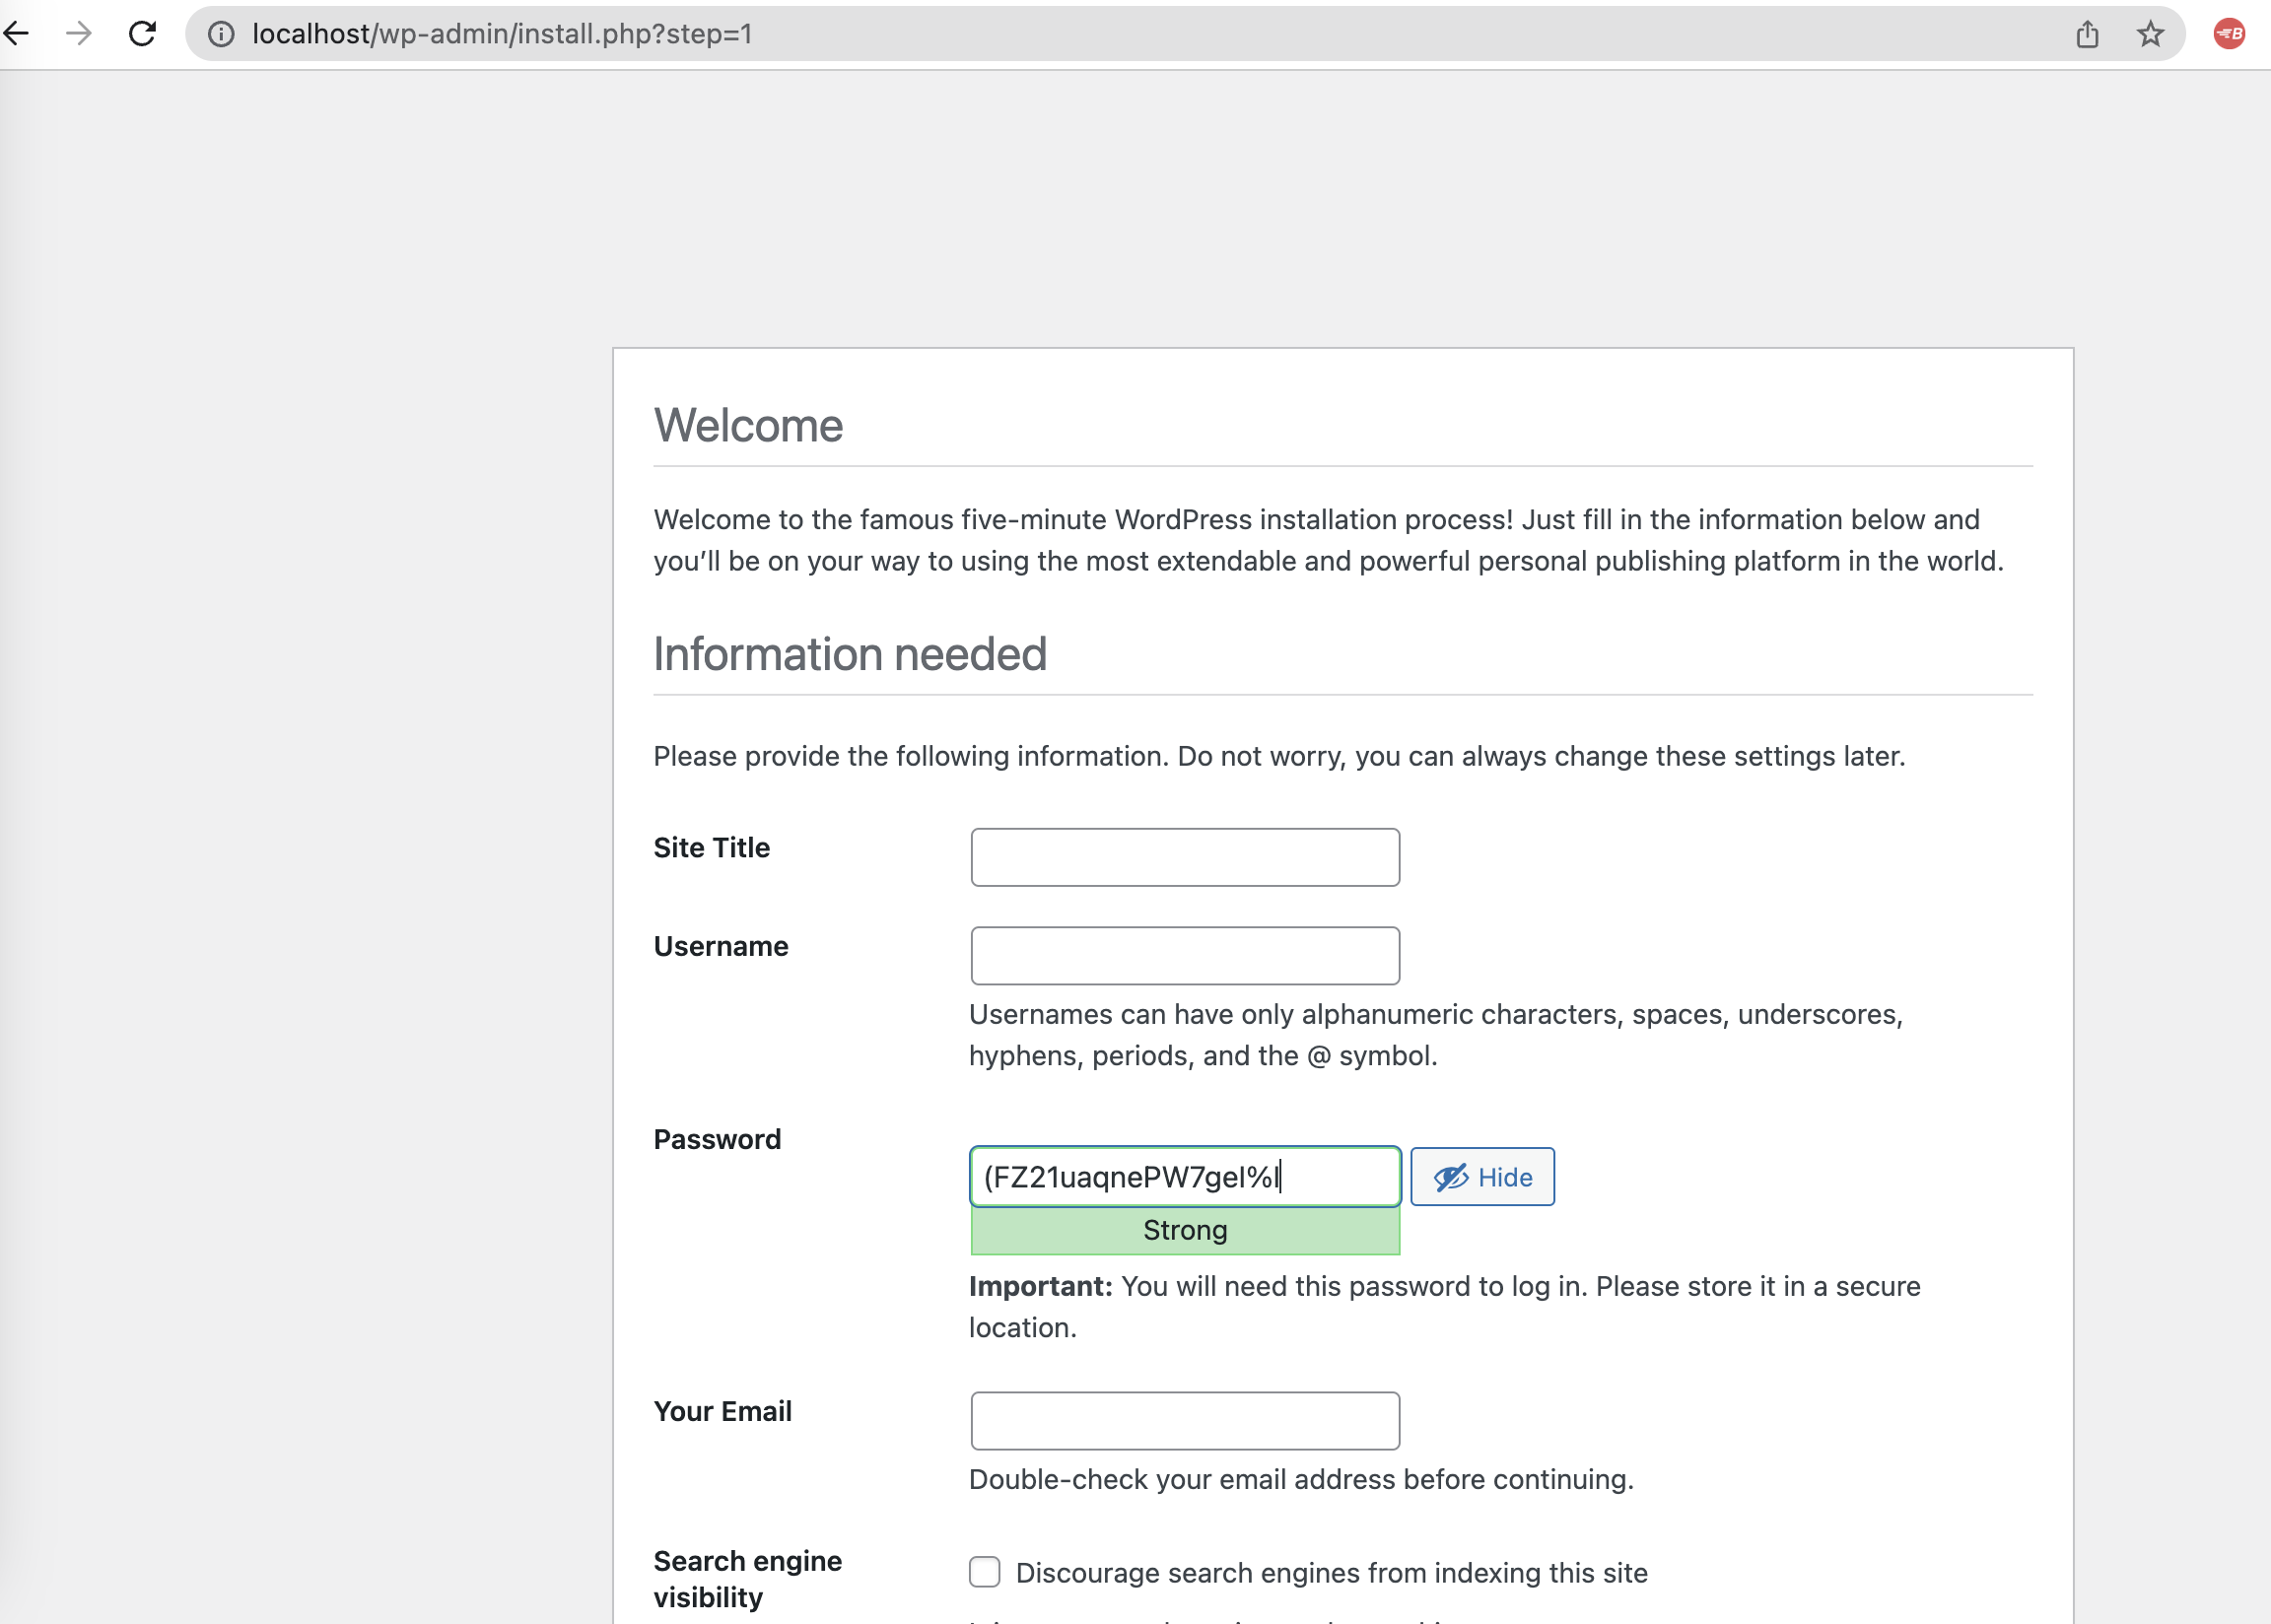 localhost/wp-admin/install.php?step=1
Welcome
Welcome to the famous five-minute WordPress installation process! Just fill in the information below and
you’ll be on your way to using the most extendable and powerful personal publishing platform in the world.
Information needed
Please provide the following information. Do not worry, you can always change these settings later.
Site Title
Username
Usernames can have only alphanumeric characters, spaces, underscores,
hyphens, periods, and the @ symbol.
Password
Hide
Strong
Important: You will need this password to log in. Please store it in a secure
location.
Your Email
Double-check your email address before continuing.
Search engine
visibility
Discourage search engines from indexing this site